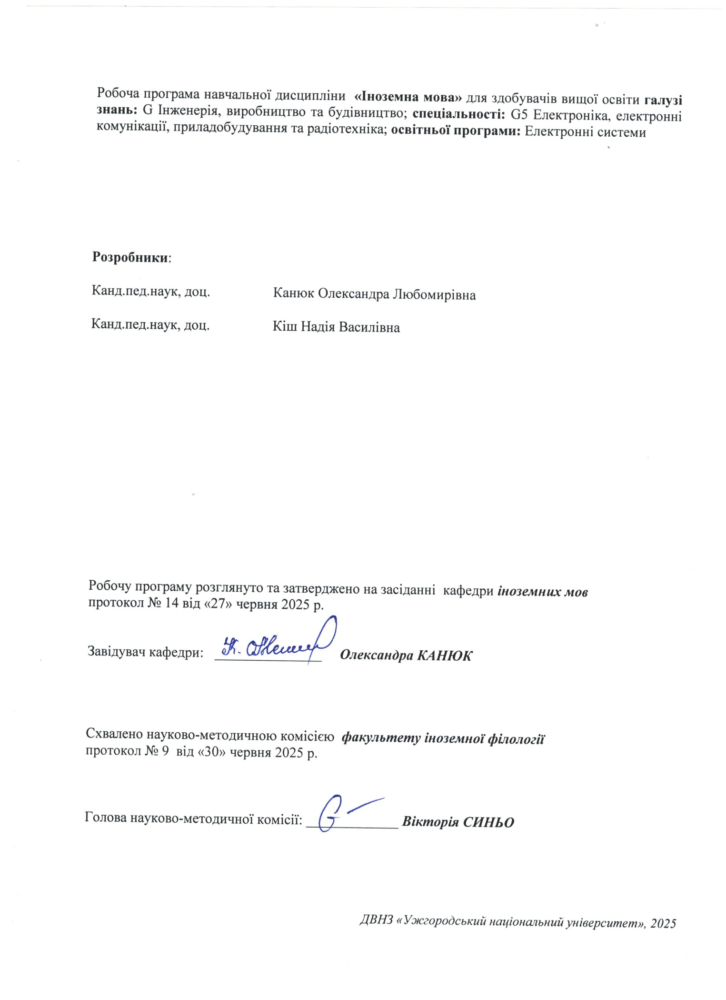 Робоча програма навчальної дисципліни «Іноземна мова» для здобувачів вищої освіти галузі
знань: G Інженерія, виробництво та будівництво; спеціальності: G5 Електроніка, електронні
комунікації, приладобудування та радіотехніка; освітньої програми: Електронні системи
Розробники:
Канд.пед.наук, доц. Канюк Олександра Любомирівна
Канд.пед.наук, доц. Кіш Надія Василівна
Робочу програму розглянуто та затверджено на засіданні кафедри іноземних мов
протокол № 14 від «27» червня 2025 р.
Завідувач кафедри: Олександра КАНЮК
Схвалено науково-методичною комісією факультету іноземної філології
протокол № 9 від «30» червня 2025 р.
Голова науково-методичної комісії: Вікторія СИНЬО
ДВНЗ «Ужгородський національний університет», 2025